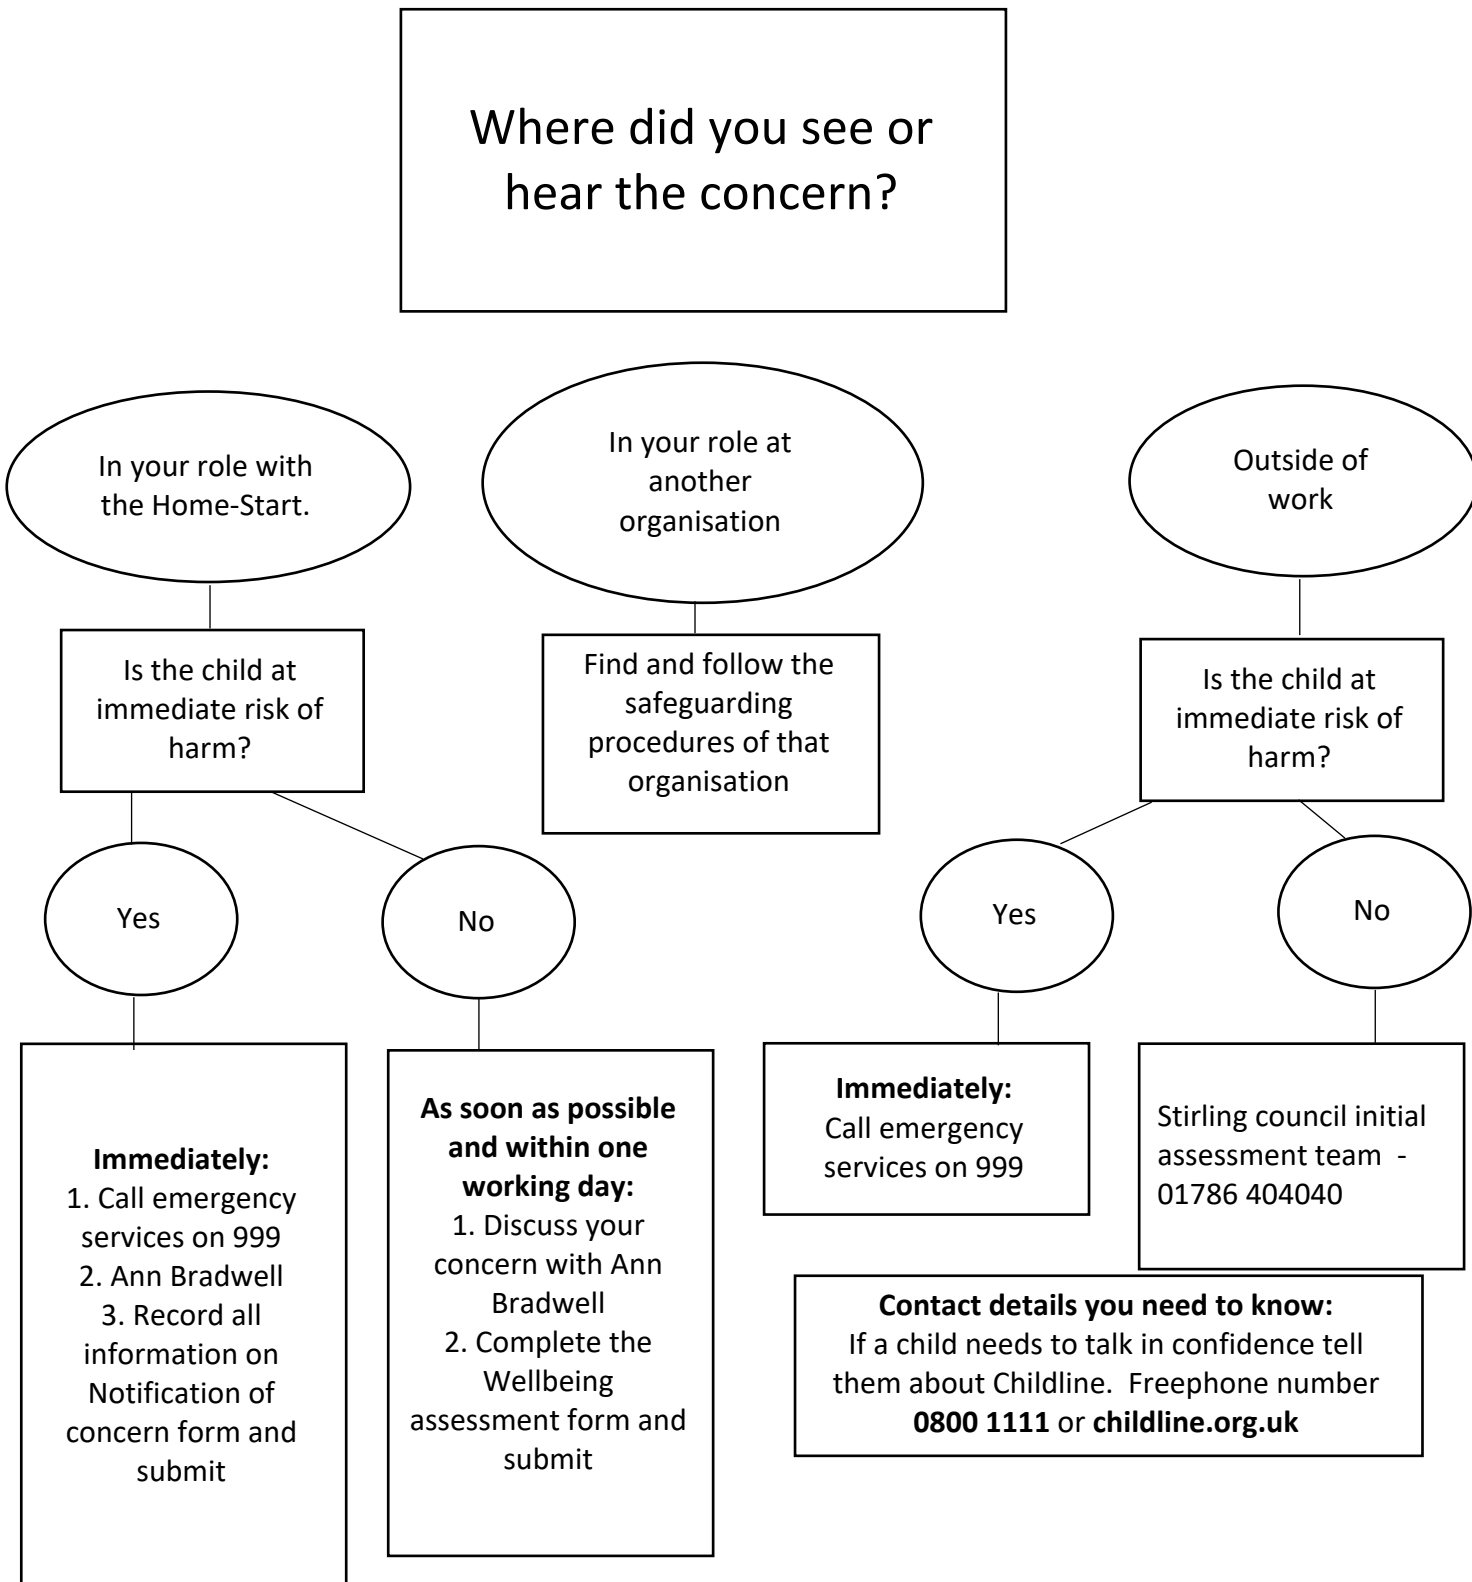 Where did you see or
hear the concern?
In your role with
the Home-Start.
In your role at
another
organisation
Outside of
work
Is the child at
immediate risk of
harm?
Find and follow the
safeguarding
procedures of that
organisation
Is the child at
immediate risk of
harm?
Yes
No
Yes
No
Immediately:
1. Call emergency
services on 999
2. Ann Bradwell
3. Record all
information on
Notification of
concern form and
submit
As soon as possible
and within one
working day:
1. Discuss your
concern with Ann
Bradwell
2. Complete the
Wellbeing
assessment form and
submit
Immediately:
Call emergency
services on 999
Stirling council initial
assessment team  -
01786 404040
Contact details you need to know:
If a child needs to talk in confidence tell
them about Childline.  Freephone number
0800 1111 or childline.org.uk